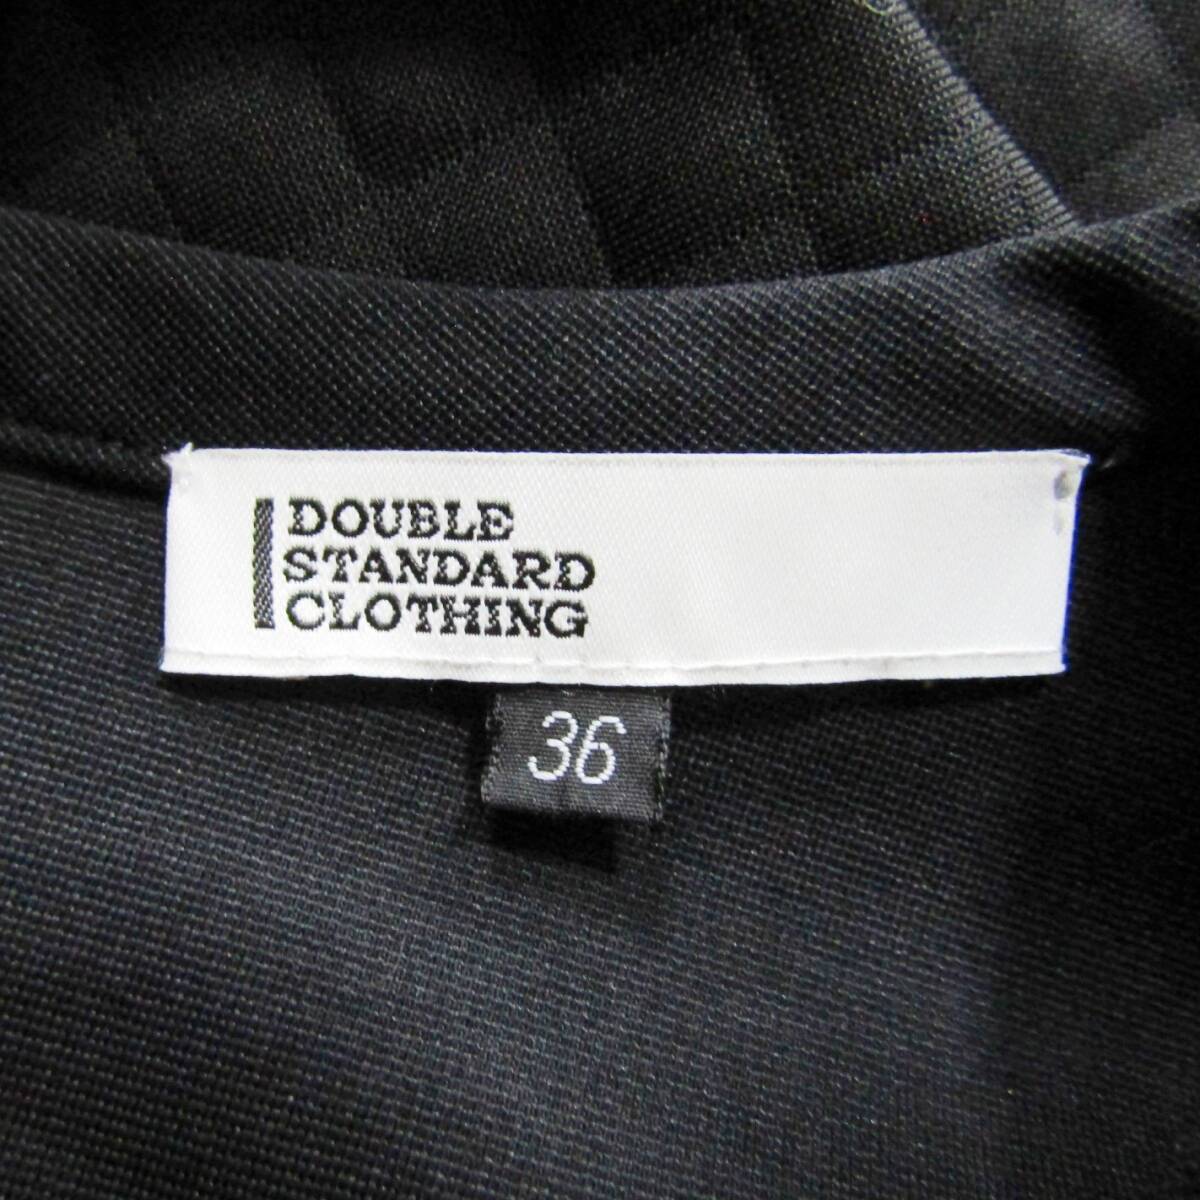 DOUBLE
STANDARD
CLOTHING
36